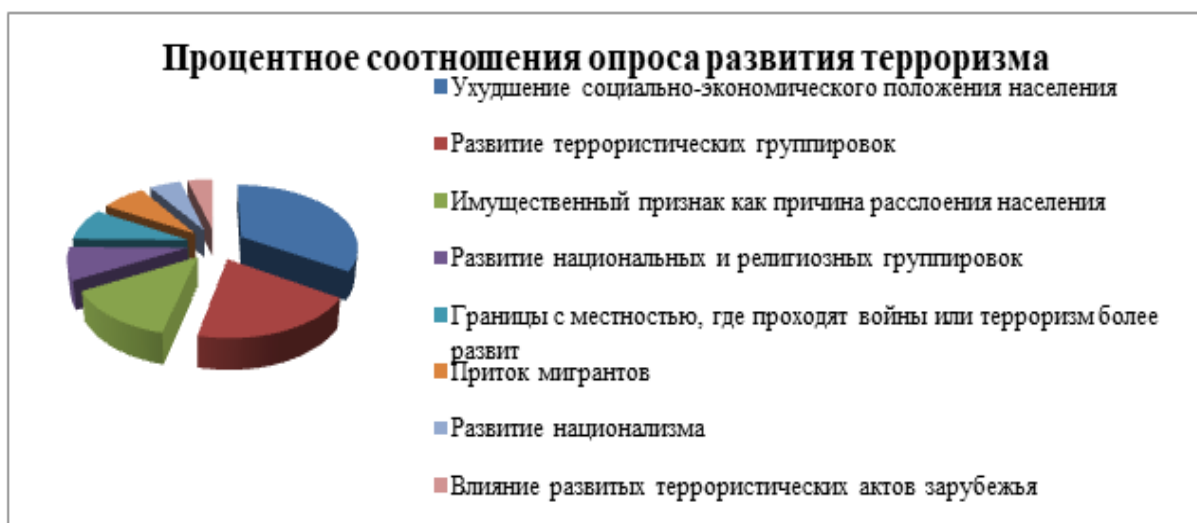 Процентное соотношения опроса развития терроризма
Ухудшение социально-экономического положения населения
Развитие террористических группировок
Имущественный признак как причина расслоения населения
Развитие национальных и религиозных группировок
Границы с местностью, где проходят войны или терроризм более
развит
Приток мигрантов
Развитие национализма
Влияние развитых террористических актов зарубежья